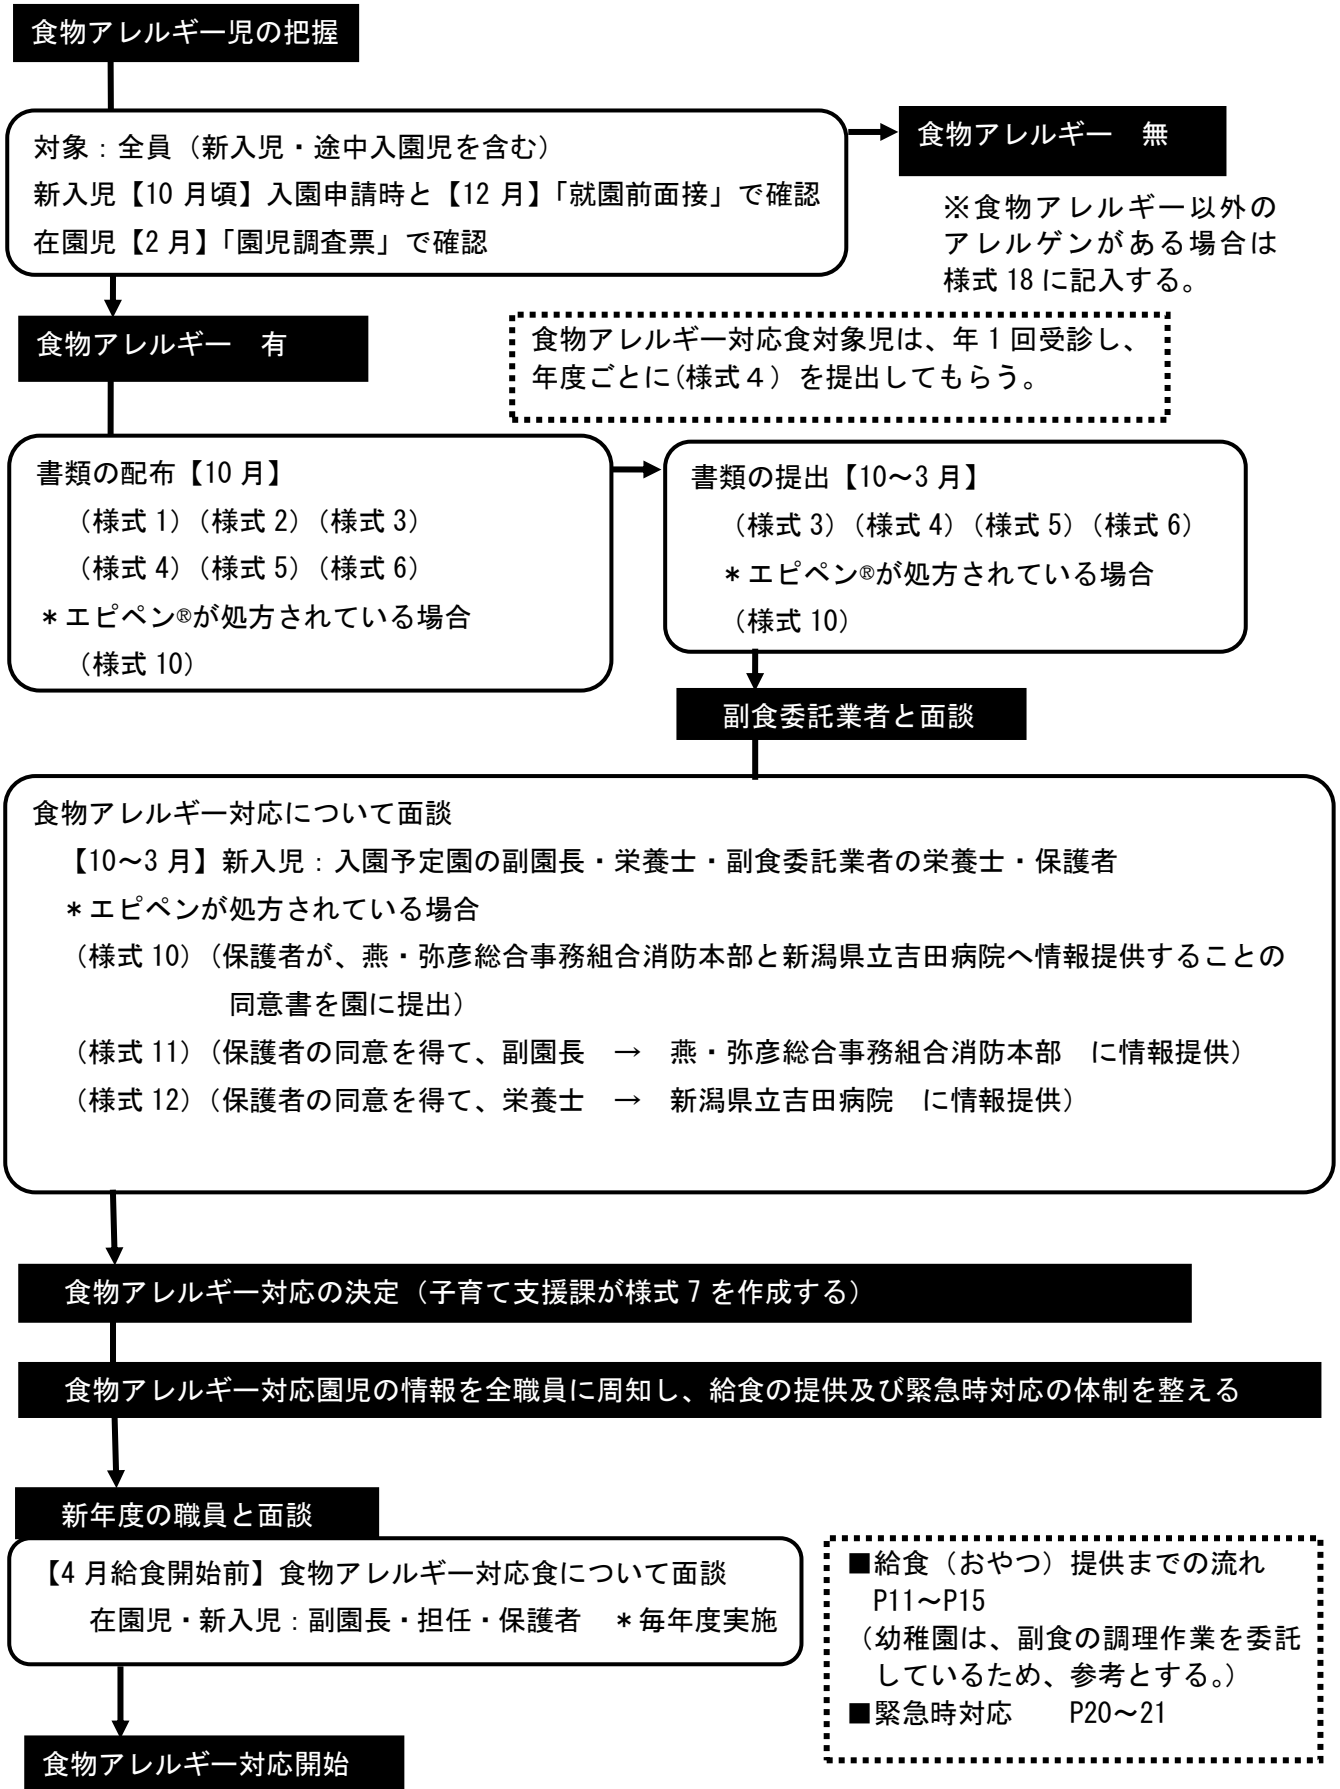 食物アレルギー児の把握
対象：全員（新入児・途中入園児を含む）
新入児【10 月頃】入園申請時と【12 月】「就園前面接」で確認
在園児【2 月】「園児調査票」で確認
食物アレルギー　無
※食物アレルギー以外の
アレルゲンがある場合は
様式 18 に記入する。
食物アレルギー　有
食物アレルギー対応食対象児は、年 1 回受診し、
年度ごとに(様式４）を提出してもらう。
書類の配布【10 月】
（様式 1）（様式 2）（様式 3）
（様式 4）（様式 5）（様式 6）
＊エピペン®が処方されている場合
（様式 10）
書類の提出【10～3 月】
（様式 3）（様式 4）（様式 5）（様式 6）
＊エピペン®が処方されている場合
（様式 10）
副食委託業者と面談
食物アレルギー対応について面談
【10～3 月】新入児：入園予定園の副園長・栄養士・副食委託業者の栄養士・保護者
＊エピペンが処方されている場合
（様式 10）（保護者が、燕・弥彦総合事務組合消防本部と新潟県立吉田病院へ情報提供することの
同意書を園に提出）
（様式 11）（保護者の同意を得て、副園長　→　燕・弥彦総合事務組合消防本部　に情報提供）
（様式 12）（保護者の同意を得て、栄養士　→　新潟県立吉田病院　に情報提供）
食物アレルギー対応の決定（子育て支援課が様式 7 を作成する）
食物アレルギー対応園児の情報を全職員に周知し、給食の提供及び緊急時対応の体制を整える
新年度の職員と面談
【4 月給食開始前】食物アレルギー対応食について面談
在園児・新入児：副園長・担任・保護者　＊毎年度実施
■給食（おやつ）提供までの流れ
P11～P15
（幼稚園は、副食の調理作業を委託
しているため、参考とする。）
■緊急時対応　　P20～21
食物アレルギー対応開始